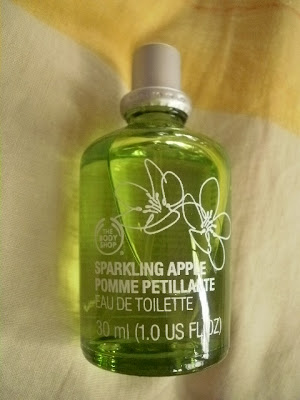 THE
BODY
SHOP
SPARKLING APPLE
POMME PETILLANTE
EAU DE TOILETTE
30 ml (1.0 US FL OZ)